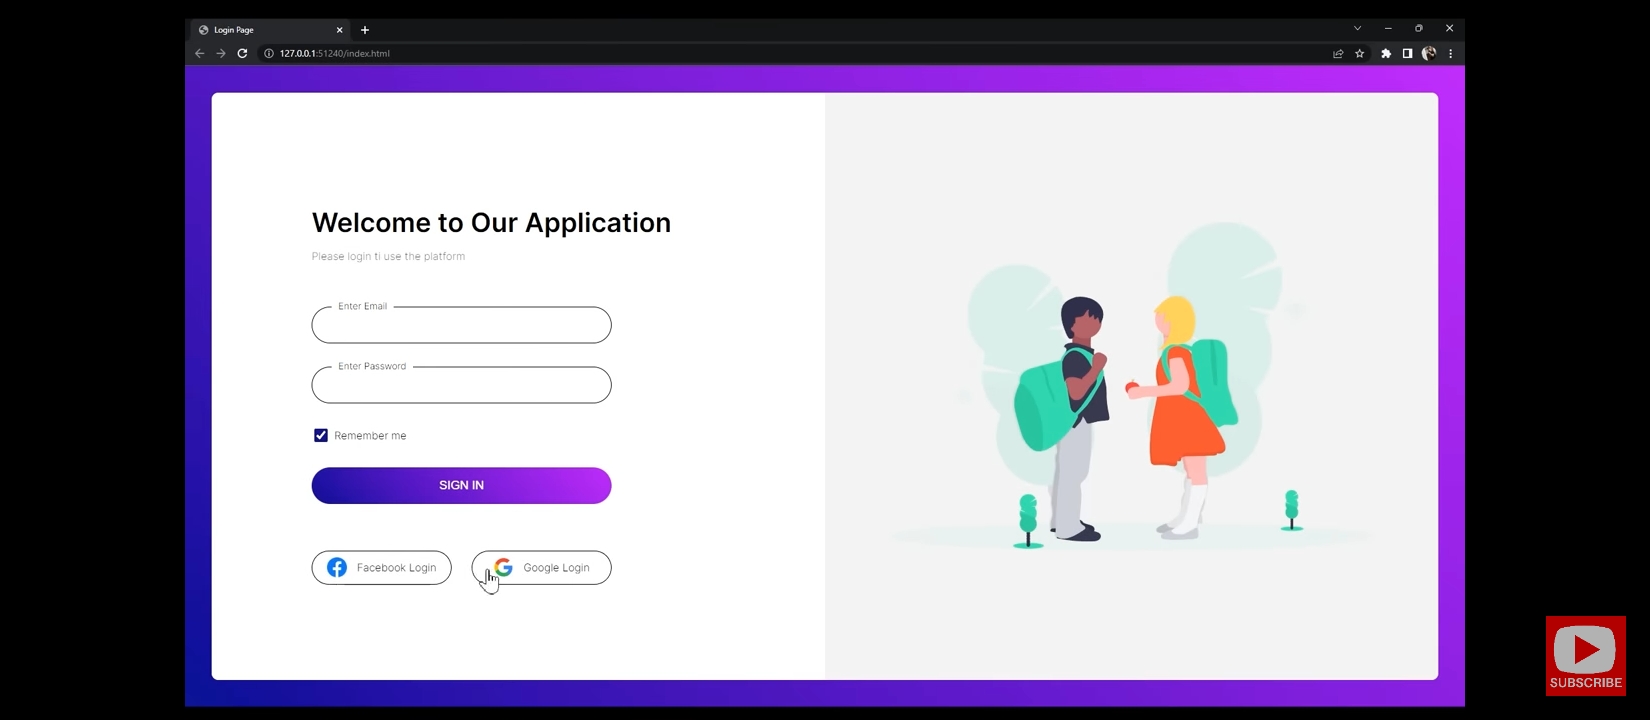 Login Page
127.0.0.1:51240/index.html
Welcome to Our Application
Please login ti use the platform
Enter Email
Enter Password
Remember me
SIGN IN
Facebook Login
Google Login
SUBSCRIBE